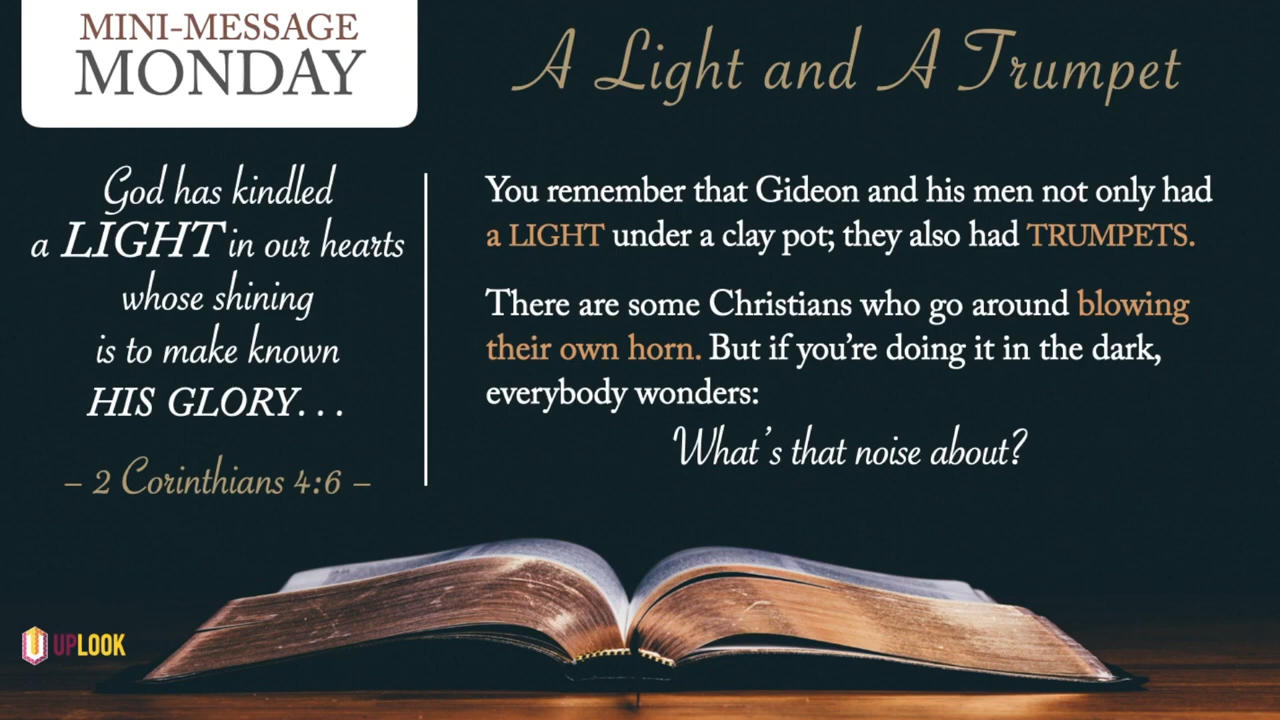 MINI-MESSAGE
MONDAY
A Light and A Trumpet
God has kindled
a LIGHT in our hearts
whose shining
is to make known
HIS GLORY...
– 2 Corinthians 4:6 –
You remember that Gideon and his men not only had
a LIGHT under a clay pot; they also had TRUMPETS.
There are some Christians who go around blowing
their own horn. But if you’re doing it in the dark,
everybody wonders:
What’s that noise about?
UPLOOK